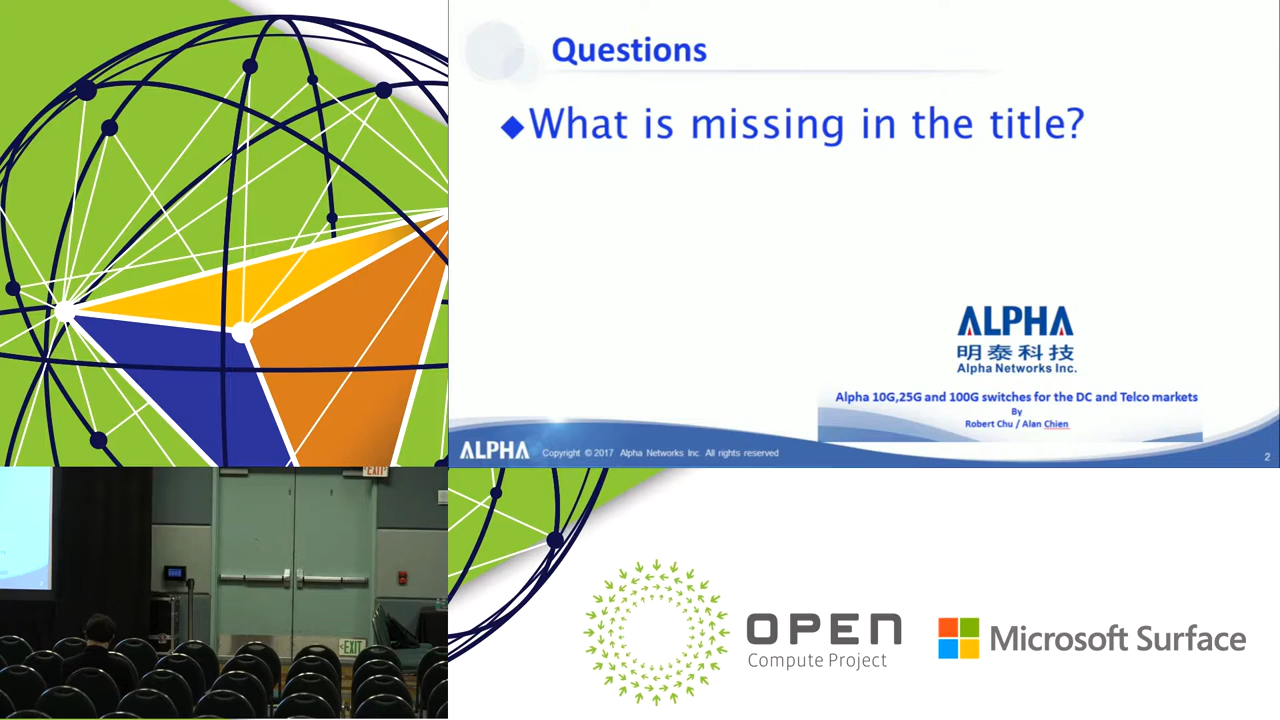 Questions
◆What is missing in the title?
ALPHA
明泰科技
Alpha Networks Inc.
Alpha 10G,25G and 100G switches for the DC and Telco markets
By
Robert Chu / Alan Chien
ALPHA Copyright © 2017 Alpha Networks Inc. All rights reserved
2
EXIT
EXIT
OPEN
Compute Project
Microsoft Surface